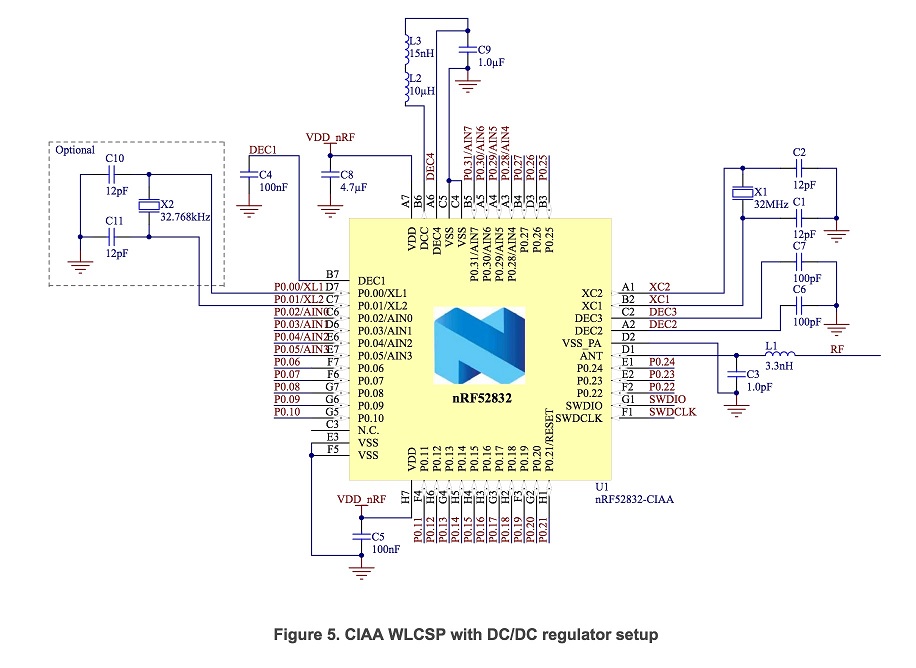 L3
15nH
C9
1.0µF
L2
10µH
VDD_nRF
DEC1
C4
100nF
C8
4.7µF
DEC4
P0.31/AIN7
P0.30/AIN6
P0.29/AIN5
P0.28/AIN4
P0.27
P0.26
P0.25
Optional
C10
12pF
X2
32.768kHz
C11
12pF
C2
12pF
X1
32MHz
C1
12pF
C7
100pF
C6
100pF
A7
B6
A6
C5
C4
B5
A5
A4
A3
B4
D3
B3
VDD
DCC
DEC4
VSS
VSS
P0.31/AIN7
P0.30/AIN6
P0.29/AIN5
P0.28/AIN4
P0.27
P0.26
P0.25
B7 DEC1
P0.00/XL1 D7 P0.00/XL1
P0.01/XL2 C7 P0.01/XL2
P0.02/AIN0 C6 P0.02/AIN0
P0.03/AIN1 D6 P0.03/AIN1
P0.04/AIN2 E6 P0.04/AIN2
P0.05/AIN3 E7 P0.05/AIN3
P0.06 F7 P0.06
P0.07 F6 P0.07
P0.08 G7 P0.08
P0.09 G6 P0.09
P0.10 G5 P0.10
C3 N.C.
E3 VSS
F5 VSS
XC2 A1 XC2
XC1 B2 XC1
DEC3 C2 DEC3
DEC2 A2 DEC2
VSS_PA D2
ANT D1
P0.24 E1 P0.24
P0.23 E2 P0.23
P0.22 F2 P0.22
SWDIO G1 SWDIO
SWDCLK F1 SWDCLK
L1
3.3nH
RF
C3
1.0pF
nRF52832
VDD
P0.11
P0.12
P0.13
P0.14
P0.15
P0.16
P0.17
P0.18
P0.19
P0.20
P0.21/RESET
H7
F4
H6
G4
H5
H4
H3
G3
H2
F3
G2
H1
P0.11
P0.12
P0.13
P0.14
P0.15
P0.16
P0.17
P0.18
P0.19
P0.20
P0.21
U1
nRF52832-CIAA
VDD_nRF
C5
100nF
Figure 5. CIAA WLCSP with DC/DC regulator setup